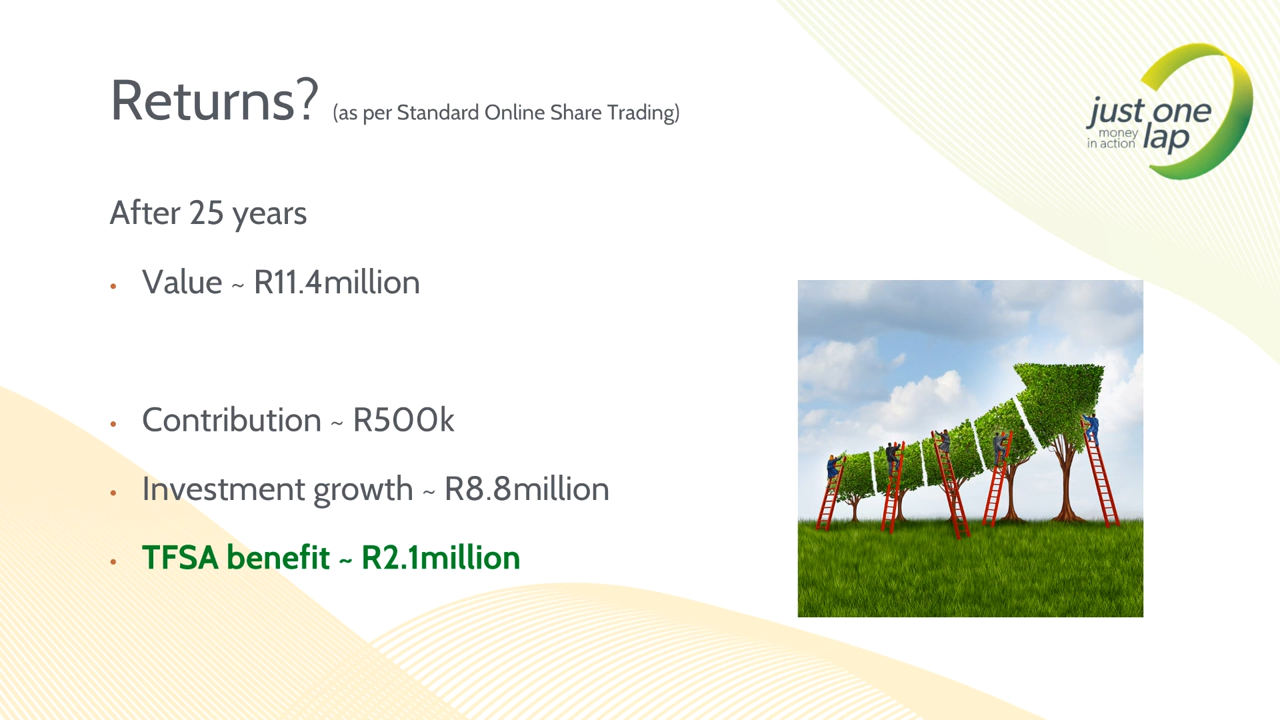 Returns? (as per Standard Online Share Trading)
just one
money
in action lap
After 25 years
• Value ~ R11.4million
• Contribution ~ R500k
• Investment growth ~ R8.8million
• TFSA benefit ~ R2.1million